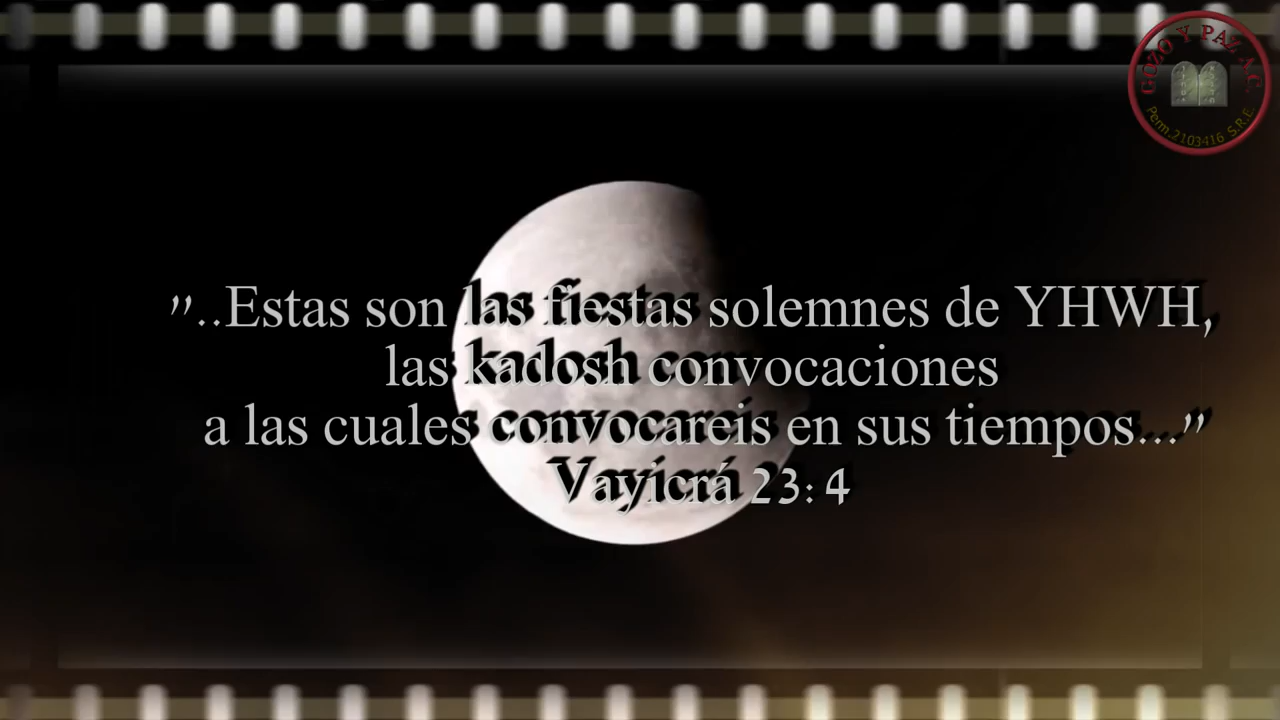 GOZO Y PAZ A.C.
Perm.2103416 S.R.E.
"..Estas son las fiestas solemnes de YHWH,
las kadosh convocaciones
a las cuales convocareis en sus tiempos..."
Vayicrá 23: 4